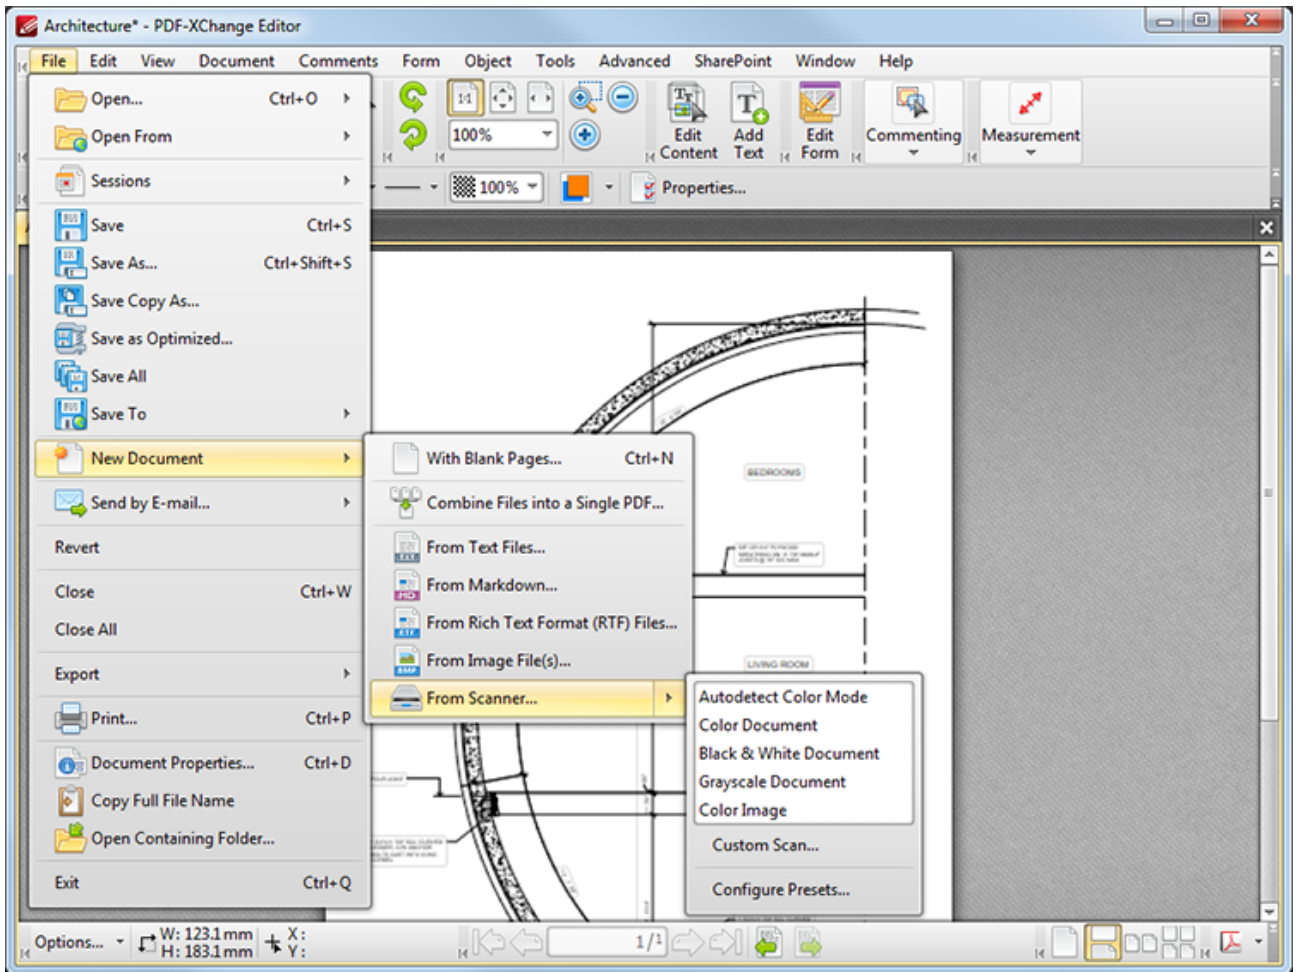 Architecture* - PDF-XChange Editor
File Edit View Document Comments Form Object Tools Advanced SharePoint Window Help
Open... Ctrl+O
Open From
Sessions
Save Ctrl+S
Save As... Ctrl+Shift+S
Save Copy As...
Save as Optimized...
Save All
Save To
New Document
Send by E-mail...
Revert
Close Ctrl+W
Close All
Export
Print... Ctrl+P
Document Properties... Ctrl+D
Copy Full File Name
Open Containing Folder...
Exit Ctrl+Q
1:1
100%
Edit Content
Add Text
Edit Form
Commenting
Measurement
100%
Properties...
BEDROOMS
LIVING ROOM
With Blank Pages... Ctrl+N
Combine Files into a Single PDF...
From Text Files...
From Markdown...
From Rich Text Format (RTF) Files...
From Image File(s)...
From Scanner...
Autodetect Color Mode
Color Document
Black & White Document
Grayscale Document
Color Image
Custom Scan...
Configure Presets...
Options...
W: 123.1mm
H: 183.1mm
X:
Y:
1/1